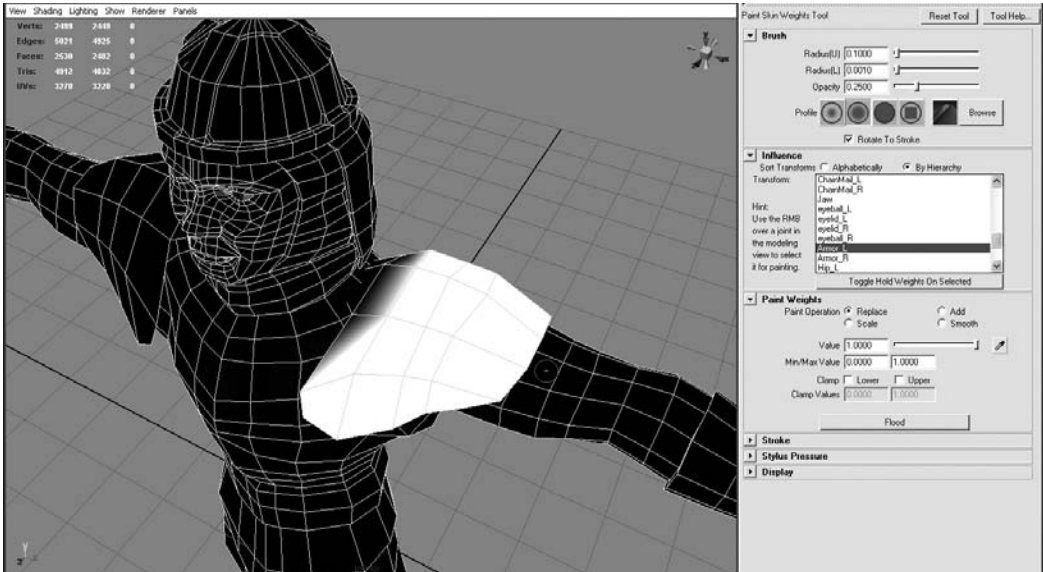 View Shading Lighting Show Renderer Panels
Verts: 2499 2449 0
Edges: 5021 4925 0
Faces: 2530 2482 0
Tris: 4912 4832 0
UVs: 3270 3220 0
Paint Skin Weights Tool
Reset Tool
Tool Help...
Brush
Radius(U) 0.1000
Radius(L) 0.0010
Opacity 0.2500
Profile
Browse
Rotate To Stroke
Influence
Sort Transforms Alphabetically By Hierarchy
Transform:
ChainMail_L
ChainMail_R
Jaw
eyeball_L
eyelid_L
eyelid_R
eyeball_R
Armor_L
Armor_R
Hip_L
Hint:
Use the RMB
over a joint in
the modeling
view to select
it for painting.
Toggle Hold Weights On Selected
Paint Weights
Paint Operation Replace Add
Scale Smooth
Value 1.0000
Min/Max Value 0.0000 1.0000
Clamp Lower Upper
Clamp Values 0.0000 1.0000
Flood
Stroke
Stylus Pressure
Display